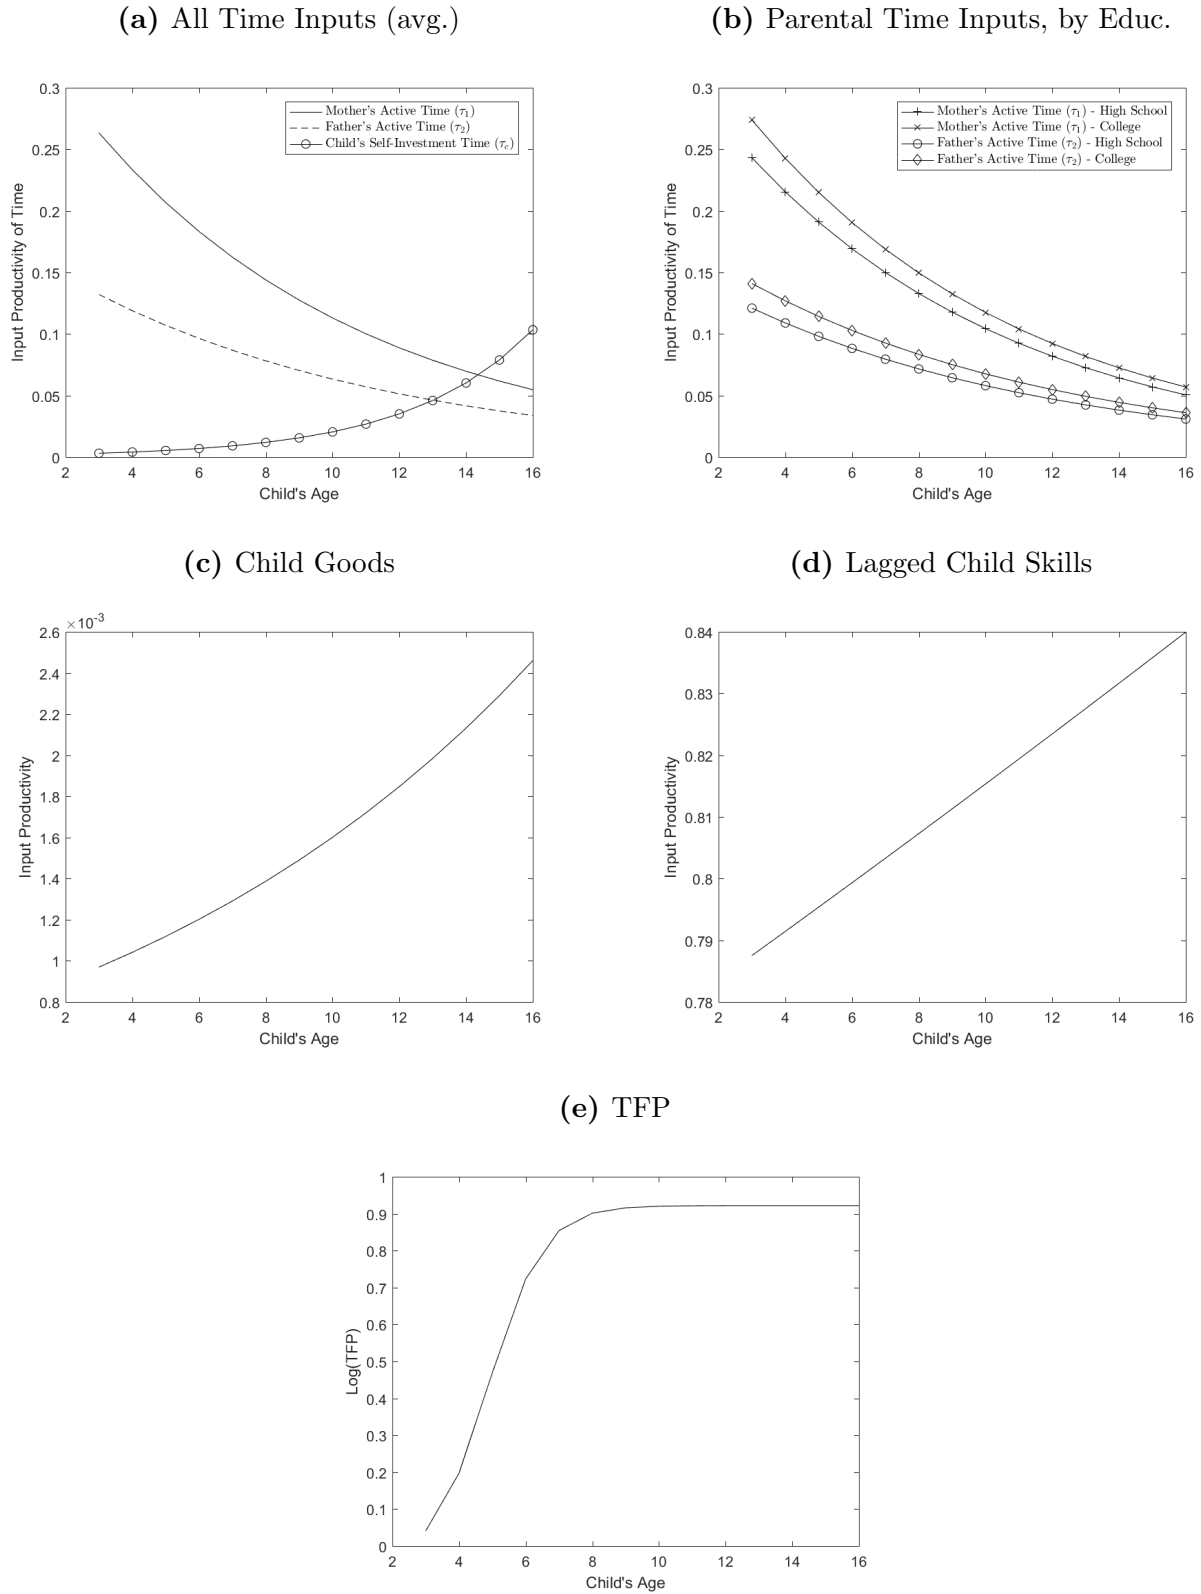 (a) All Time Inputs (avg.)
0.3
0.25
0.2
0.15
0.1
0.05
0
Input Productivity of Time
Mother's Active Time (τ₁)
Father's Active Time (τ₂)
Child's Self-Investment Time (τc)
2 4 6 8 10 12 14 16
Child's Age
(b) Parental Time Inputs, by Educ.
0.3
0.25
0.2
0.15
0.1
0.05
0
Input Productivity of Time
Mother's Active Time (τ₁) - High School
Mother's Active Time (τ₁) - College
Father's Active Time (τ₂) - High School
Father's Active Time (τ₂) - College
2 4 6 8 10 12 14 16
Child's Age
(c) Child Goods
×10⁻³
2.6
2.4
2.2
2
1.8
1.6
1.4
1.2
1
0.8
Input Productivity
2 4 6 8 10 12 14 16
Child's Age
(d) Lagged Child Skills
0.84
0.83
0.82
0.81
0.8
0.79
0.78
Input Productivity
2 4 6 8 10 12 14 16
Child's Age
(e) TFP
1
0.9
0.8
0.7
0.6
0.5
0.4
0.3
0.2
0.1
0
Log(TFP)
2 4 6 8 10 12 14 16
Child's Age